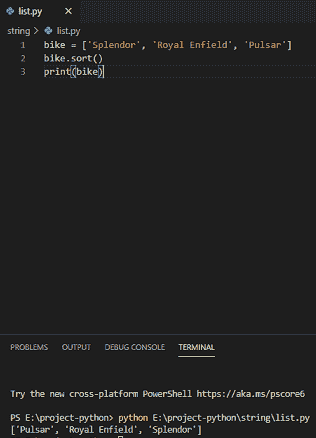 list.py ×
string > list.py
1 bike = ['Splendor', 'Royal Enfield', 'Pulsar']
2 bike.sort()
3 print(bike)
PROBLEMS OUTPUT DEBUG CONSOLE TERMINAL
Try the new cross-platform PowerShell https://aka.ms/pscore6
PS E:\project-python> python E:\project-python\string\list.py
['Pulsar', 'Royal Enfield', 'Splendor']